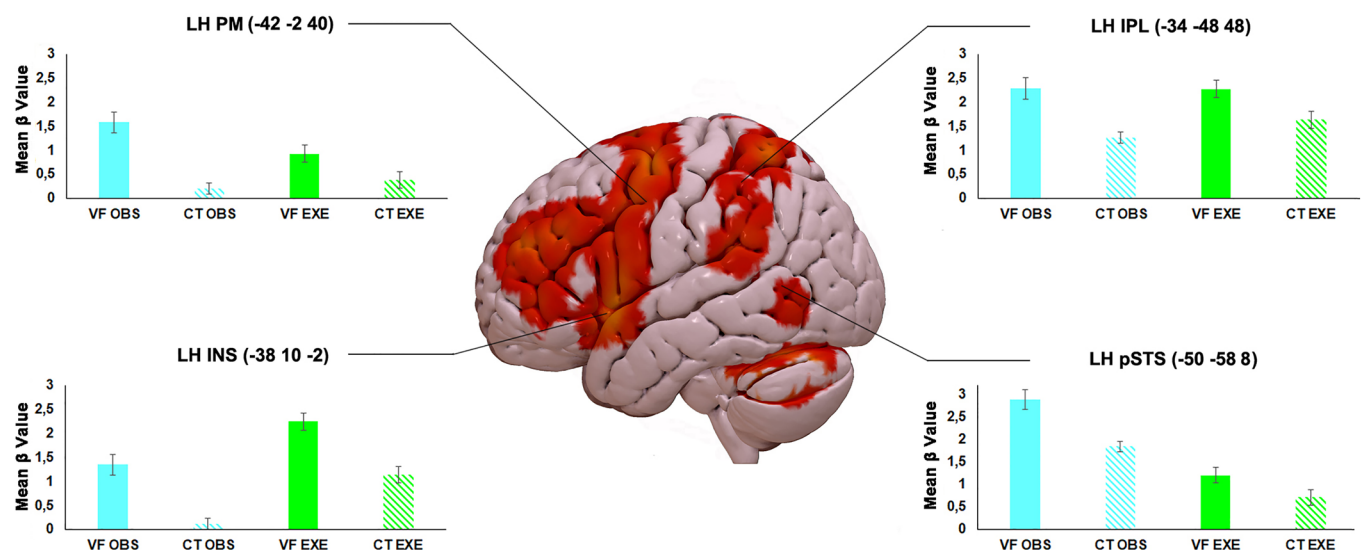 LH PM (-42 -2 40)
Mean β Value
3
2,5
2
1,5
1
0,5
0
VF OBS CT OBS VF EXE CT EXE
LH IPL (-34 -48 48)
Mean β Value
3
2,5
2
1,5
1
0,5
0
VF OBS CT OBS VF EXE CT EXE
LH INS (-38 10 -2)
Mean β Value
3
2,5
2
1,5
1
0,5
0
VF OBS CT OBS VF EXE CT EXE
LH pSTS (-50 -58 8)
Mean β Value
3
2,5
2
1,5
1
0,5
0
VF OBS CT OBS VF EXE CT EXE